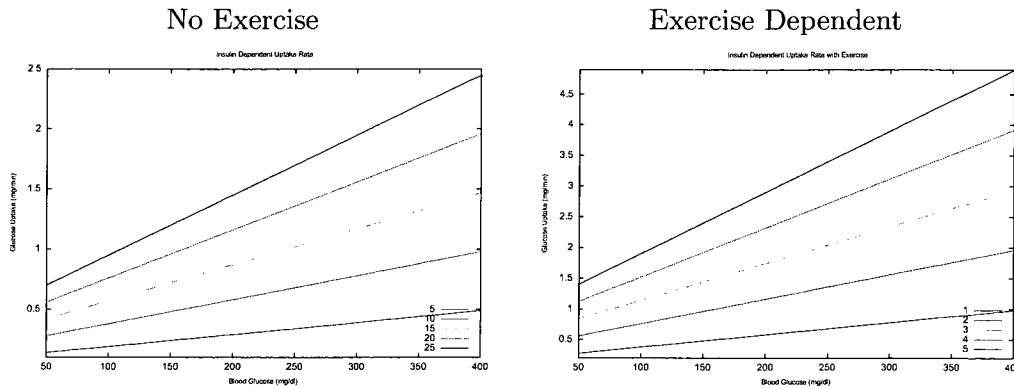 No Exercise
Insulin Dependent Uptake Rate
2.5
2
1.5
1
0.5
Glucose Uptake (mg/min)
5
10
15
20
25
50 100 150 200 250 300 350 400
Blood Glucose (mg/dl)
Exercise Dependent
Insulin Dependent Uptake Rate with Exercise
4.5
4
3.5
3
2.5
2
1.5
1
0.5
Glucose Uptake (mg/min)
1
2
3
4
5
50 100 150 200 250 300 350 400
Blood Glucose (mg/dl)